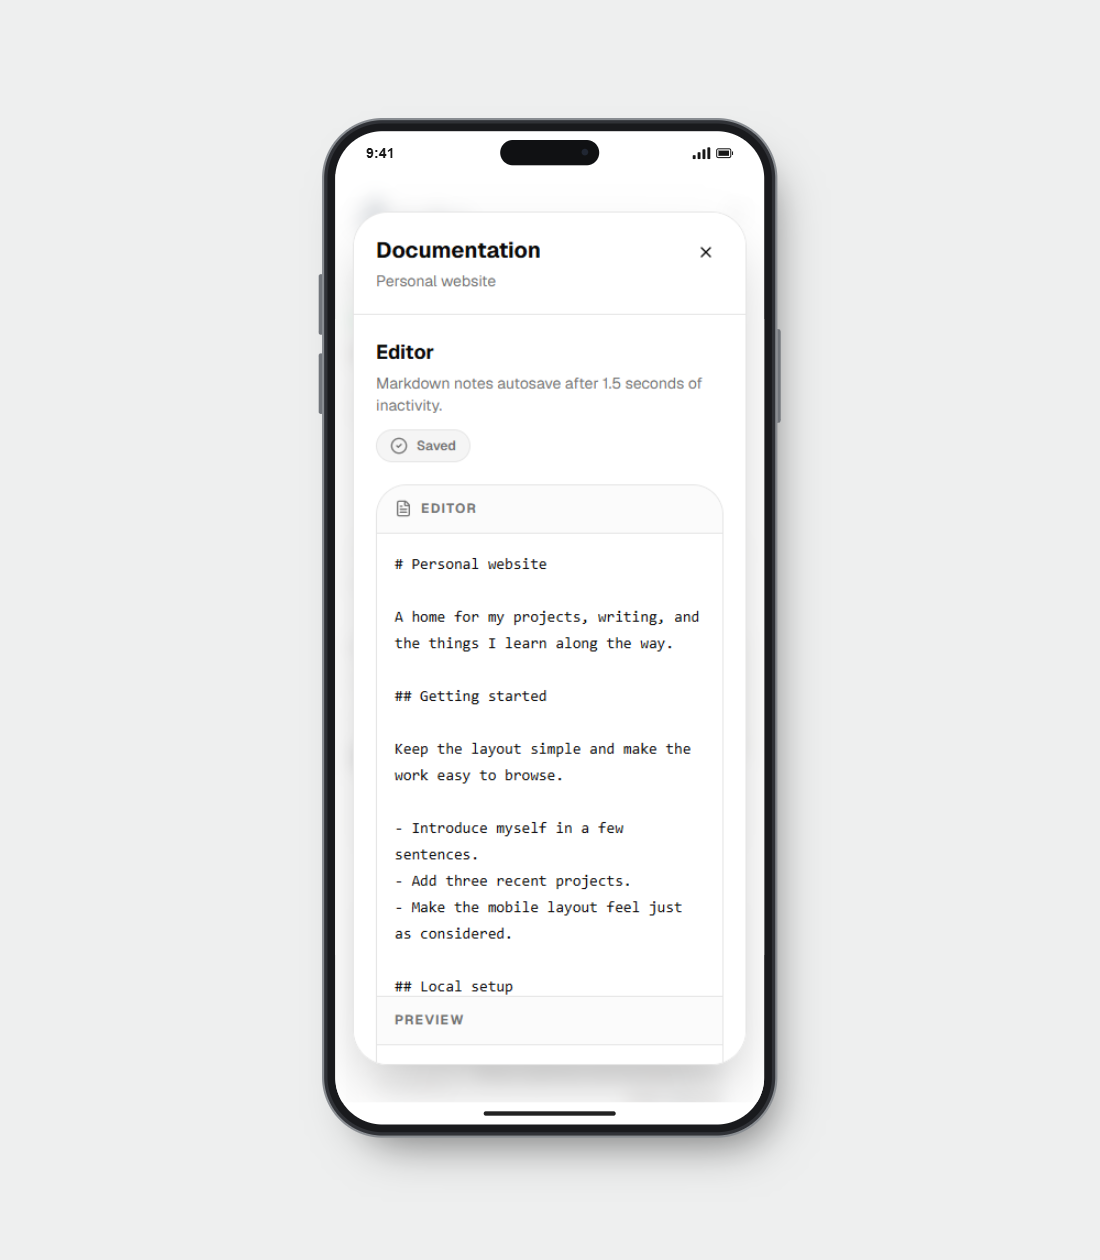 9:41
Documentation
Personal website
Editor
Markdown notes autosave after 1.5 seconds of
inactivity.
Saved
EDITOR
# Personal website
A home for my projects, writing, and
the things I learn along the way.
## Getting started
Keep the layout simple and make the
work easy to browse.
- Introduce myself in a few
sentences.
- Add three recent projects.
- Make the mobile layout feel just
as considered.
## Local setup
PREVIEW